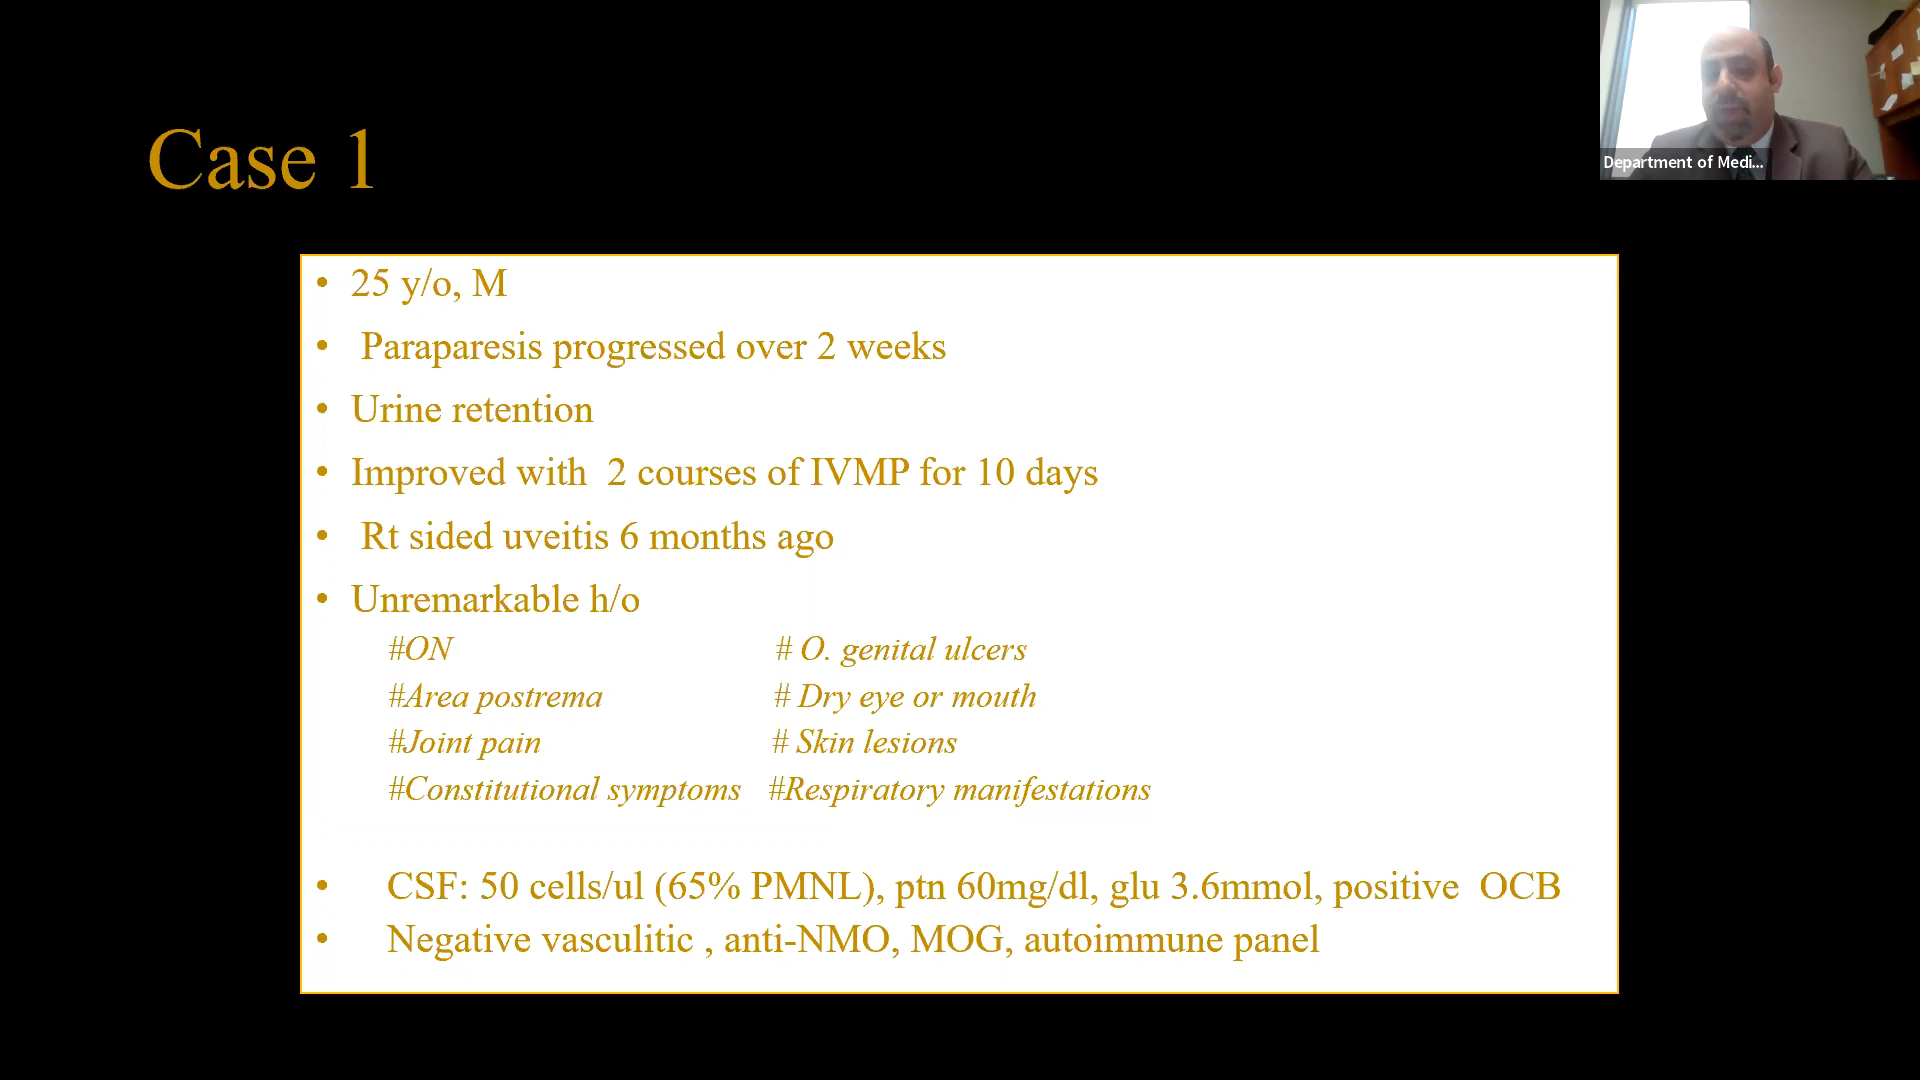 Case 1
Department of Medi...
• 25 y/o, M
• Paraparesis progressed over 2 weeks
• Urine retention
• Improved with 2 courses of IVMP for 10 days
• Rt sided uveitis 6 months ago
• Unremarkable h/o
#ON # O. genital ulcers
#Area postrema # Dry eye or mouth
#Joint pain # Skin lesions
#Constitutional symptoms #Respiratory manifestations
• CSF: 50 cells/ul (65% PMNL), ptn 60mg/dl, glu 3.6mmol, positive OCB
• Negative vasculitic , anti-NMO, MOG, autoimmune panel